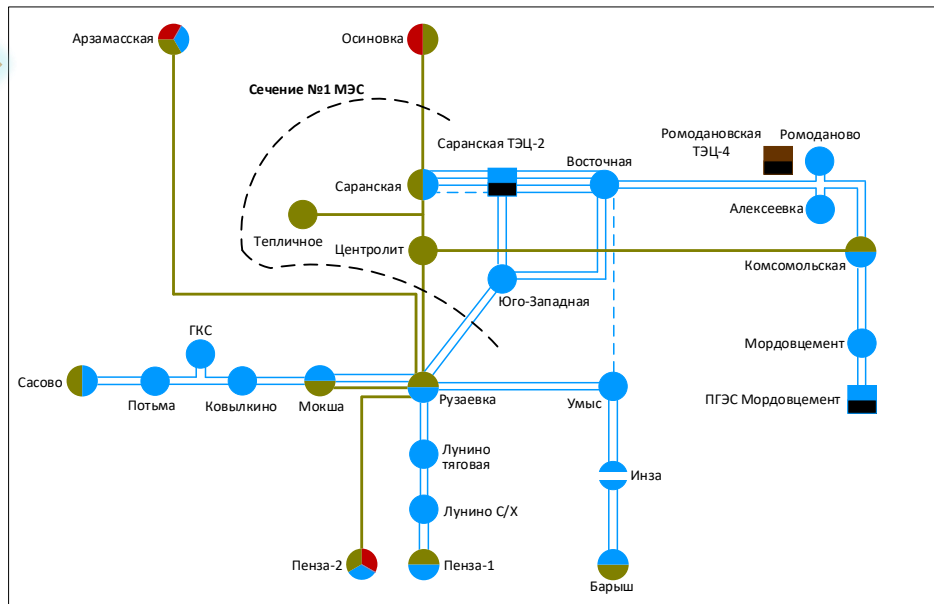 Арзамасская
Осиновка
Сечение №1 МЭС
Саранская ТЭЦ-2
Восточная
Ромодановская
ТЭЦ-4
Ромоданово
Саранская
Алексеевка
Тепличное
Центролит
Комсомольская
Юго-Западная
ГКС
Мордовцемент
Сасово
Потьма
Ковылкино
Мокша
Рузаевка
Умыс
ПГЭС Мордовцемент
Лунино
тяговая
Инза
Лунино С/Х
Пенза-2
Пенза-1
Барыш